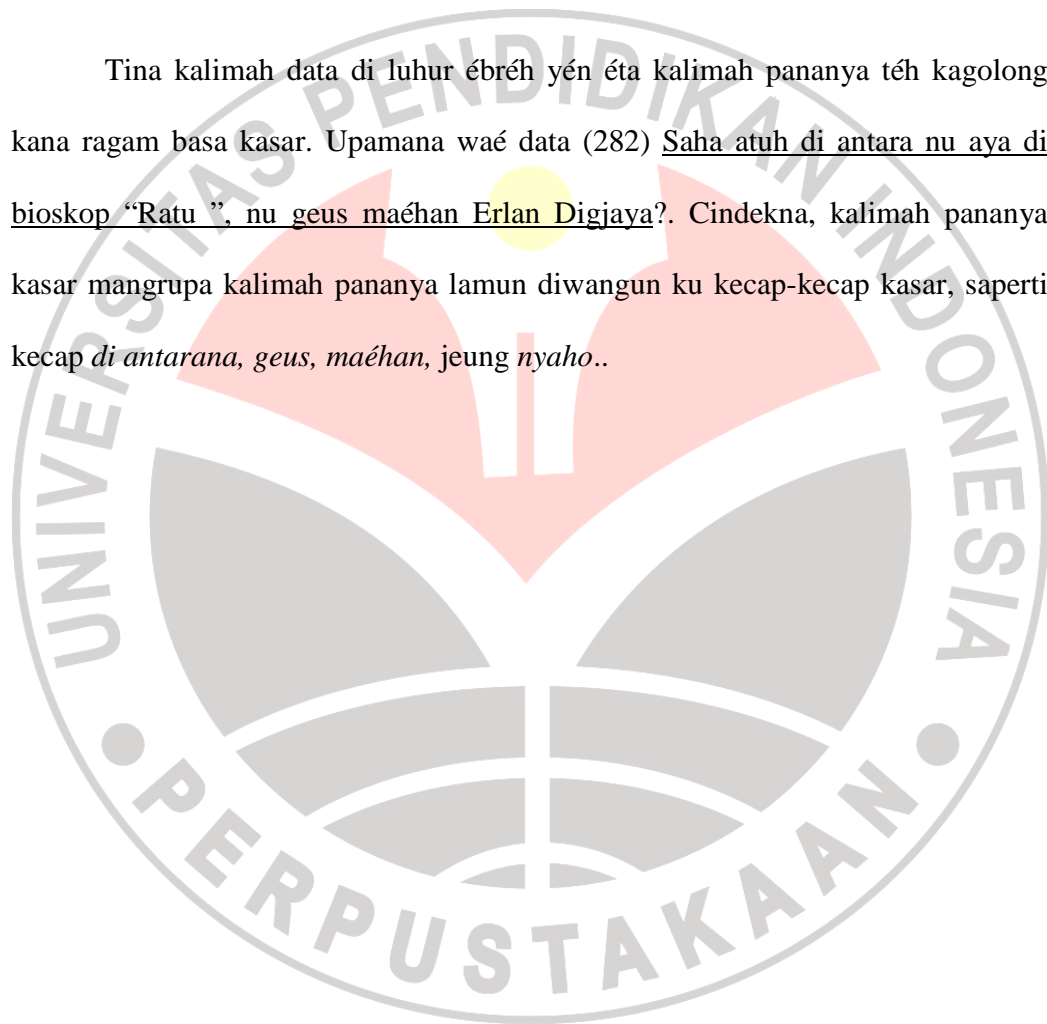 Tina kalimah data di luhur ébréh yén éta kalimah pananya téh kagolong
kana ragam basa kasar. Upamana waé data (282) Saha atuh di antara nu aya di
bioskop “Ratu ”, nu geus maéhan Erlan Digjaya?. Cindekna, kalimah pananya
kasar mangrupa kalimah pananya lamun diwangun ku kecap-kecap kasar, saperti
kecap di antarana, geus, maéhan, jeung nyaho..
UNIVERSITAS PENDIDIKAN INDONESIA
PERPUSTAKAAN